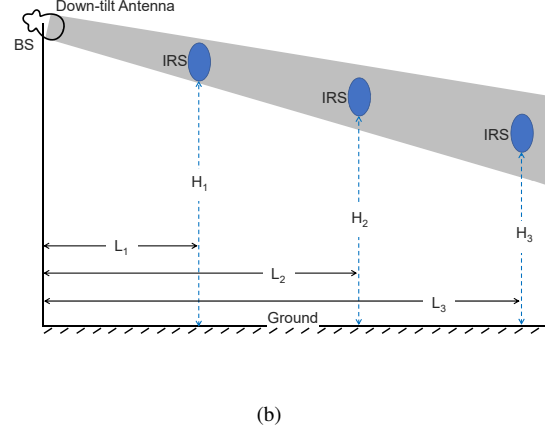 Down-tilt Antenna
BS
IRS
IRS
IRS
H₁
H₂
H₃
L₁
L₂
L₃
Ground
(b)